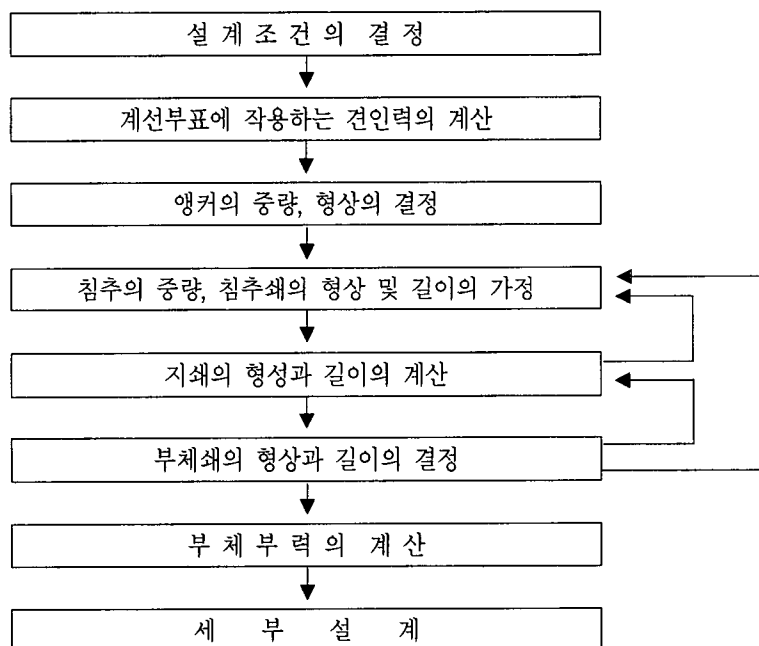 설 계 조 건 의 결 정
계선부표에 작용하는 견인력의 계산
앵커의 중량, 형상의 결정
침추의 중량, 침추쇄의 형상 및 길이의 가정
지쇄의 형성과 길이의 계산
부체쇄의 형상과 길이의 결정
부 체 부 력 의 계 산
세 부 설 계